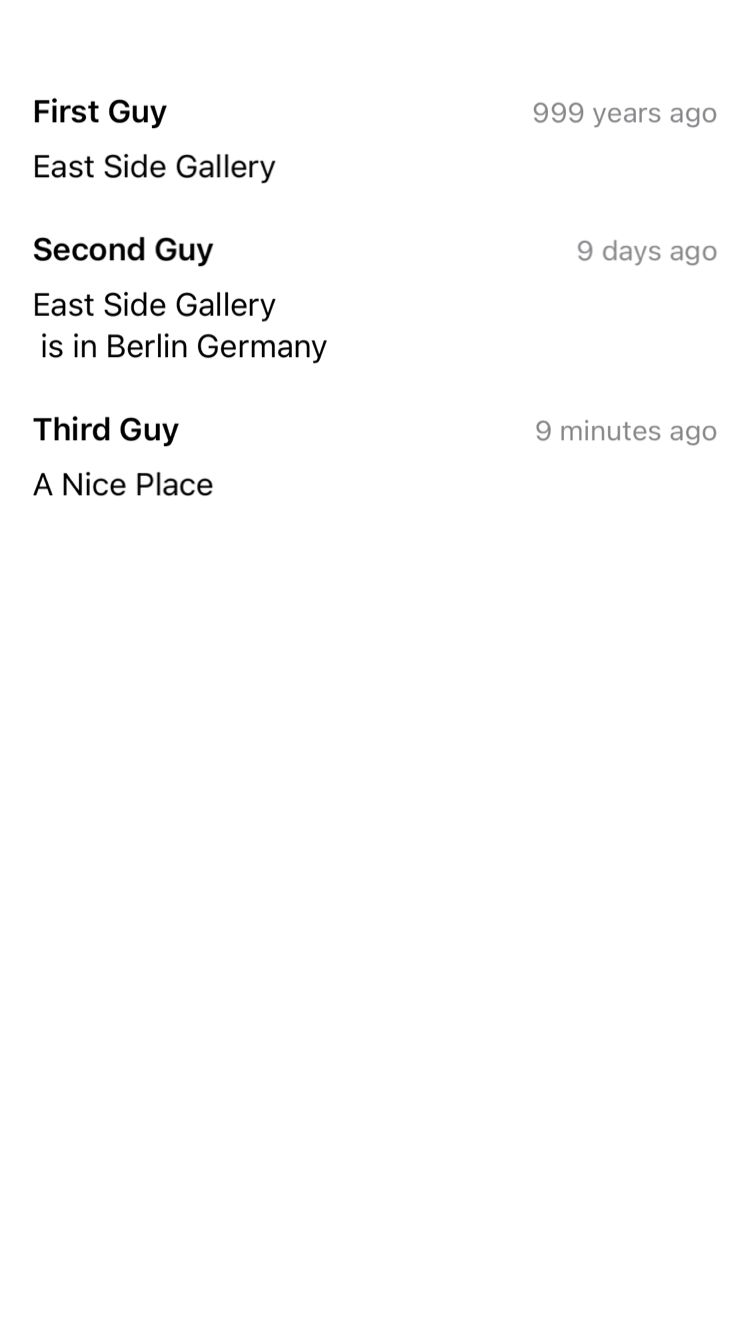 First Guy 999 years ago
East Side Gallery
Second Guy 9 days ago
East Side Gallery
is in Berlin Germany
Third Guy 9 minutes ago
A Nice Place